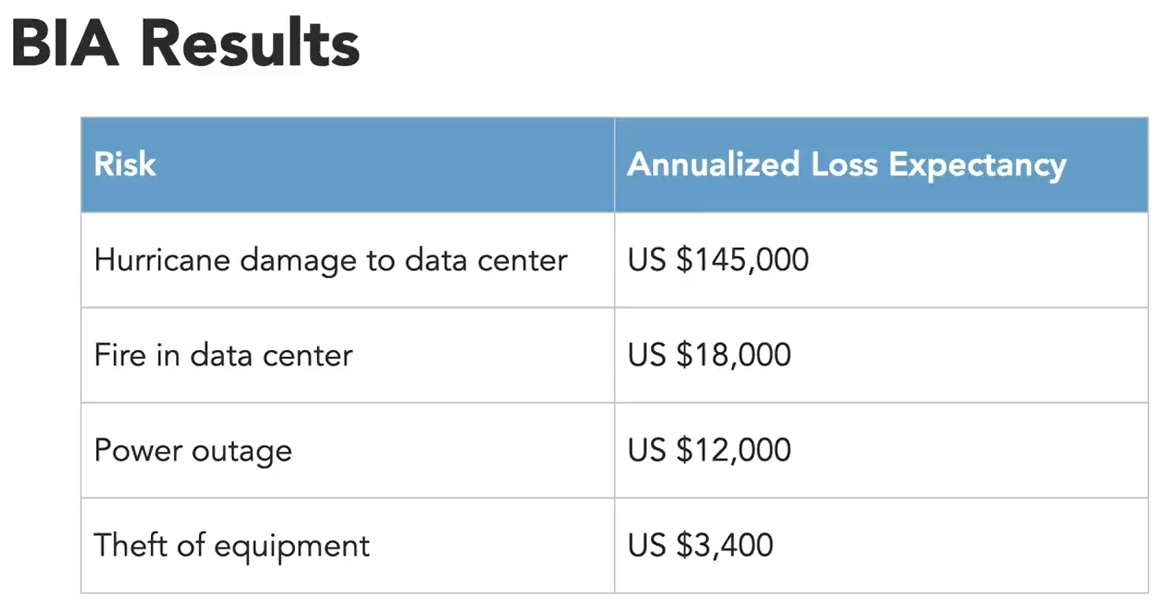 BIA Results
Risk Annualized Loss Expectancy
Hurricane damage to data center US $145,000
Fire in data center US $18,000
Power outage US $12,000
Theft of equipment US $3,400